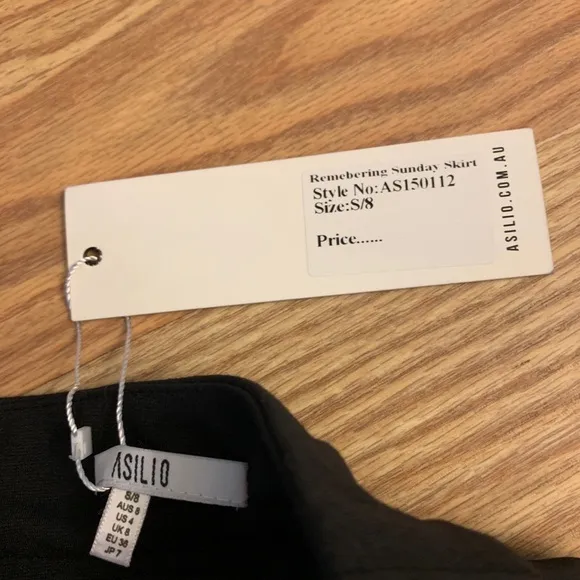 Remebering Sunday Skirt
Style No:AS150112
Size:S/8
Price......
ASILIO.COM.AU
ASILIO
S/8
AUS 8
US 4
UK 8
EU 36
JP 7